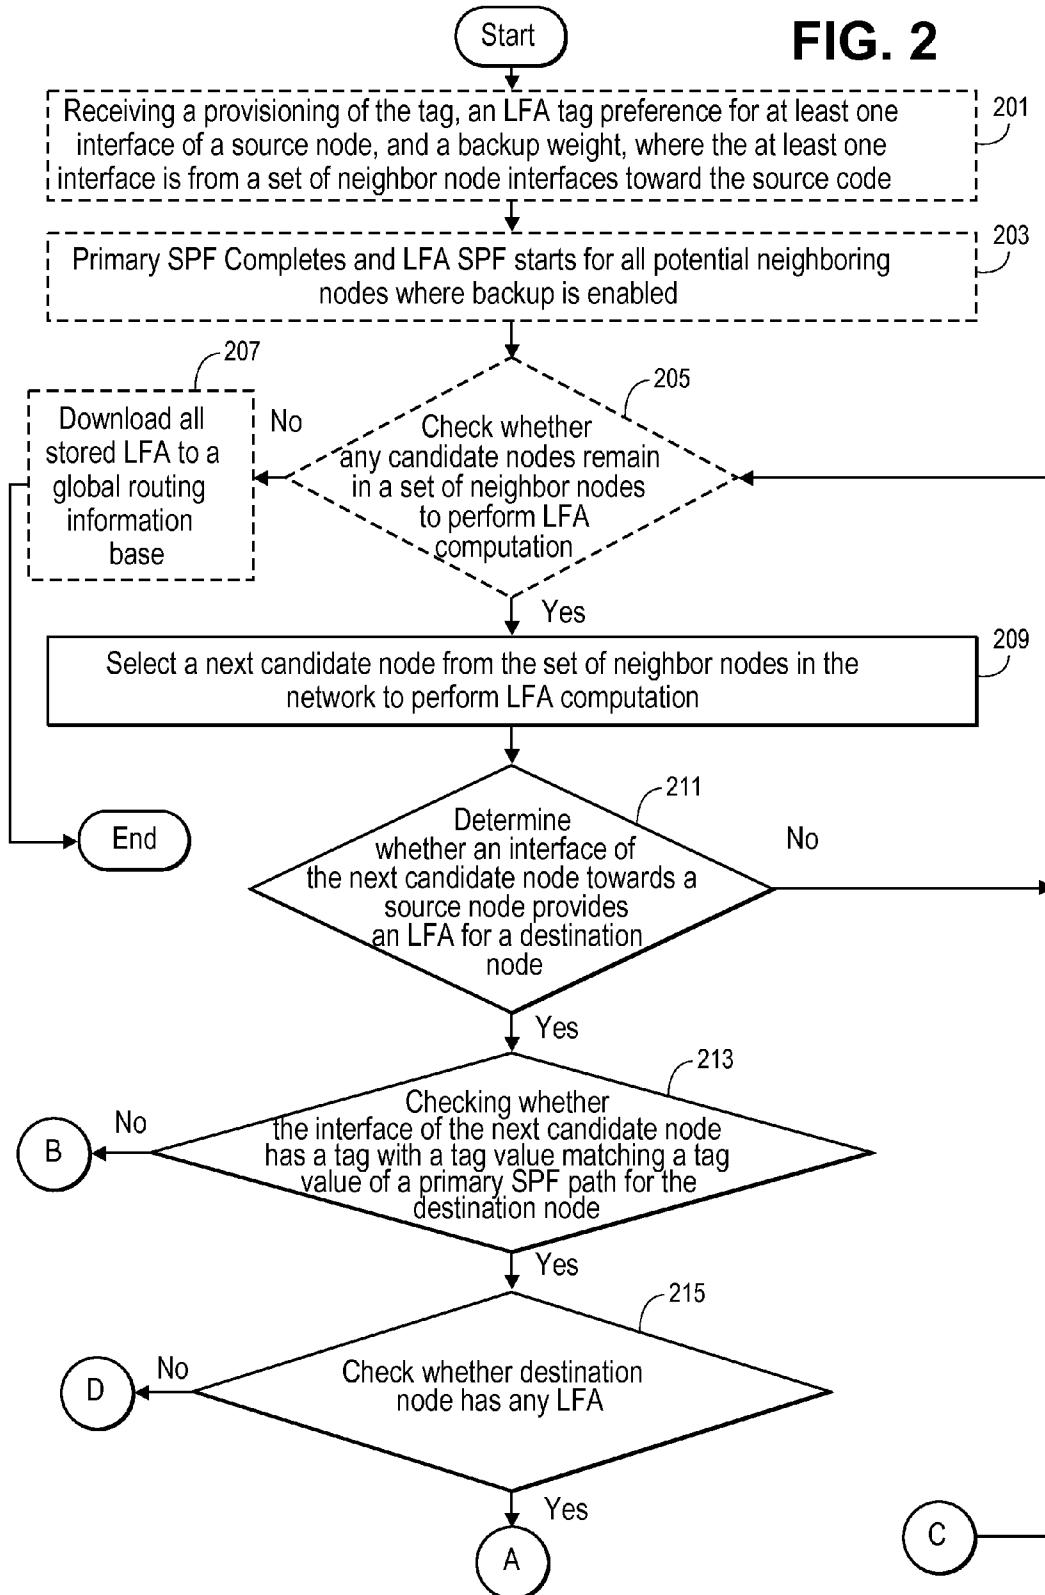 Start
FIG. 2
Receiving a provisioning of the tag, an LFA tag preference for at least one
interface of a source node, and a backup weight, where the at least one
interface is from a set of neighbor node interfaces toward the source code
201
Primary SPF Completes and LFA SPF starts for all potential neighboring
nodes where backup is enabled
203
207
Download all
stored LFA to a
global routing
information
base
No
205
Check whether
any candidate nodes remain
in a set of neighbor nodes
to perform LFA
computation
Yes
Select a next candidate node from the set of neighbor nodes in the
network to perform LFA computation
209
End
211
Determine
whether an interface of
the next candidate node towards a
source node provides
an LFA for a destination
node
No
Yes
213
Checking whether
the interface of the next candidate node
has a tag with a tag value matching a tag
value of a primary SPF path for the
destination node
No
B
Yes
215
Check whether destination
node has any LFA
No
D
Yes
A
C